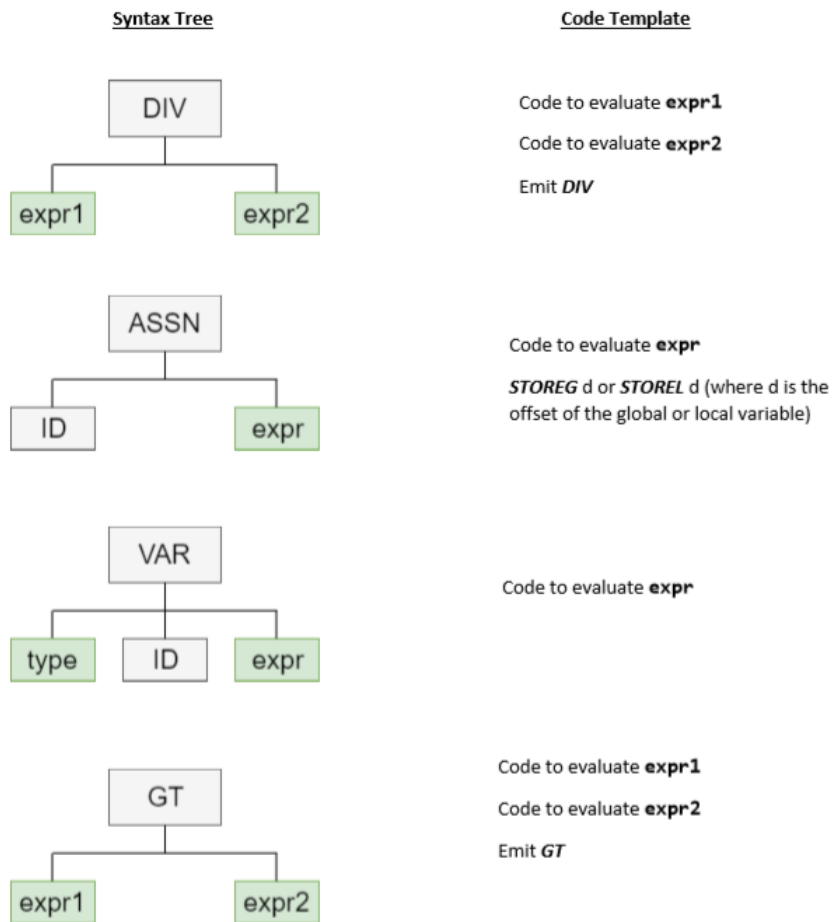 Syntax Tree
Code Template
DIV
expr1
expr2
Code to evaluate expr1
Code to evaluate expr2
Emit DIV
ASSN
ID
expr
Code to evaluate expr
STOREG d or STOREL d (where d is the
offset of the global or local variable)
VAR
type
ID
expr
Code to evaluate expr
GT
expr1
expr2
Code to evaluate expr1
Code to evaluate expr2
Emit GT